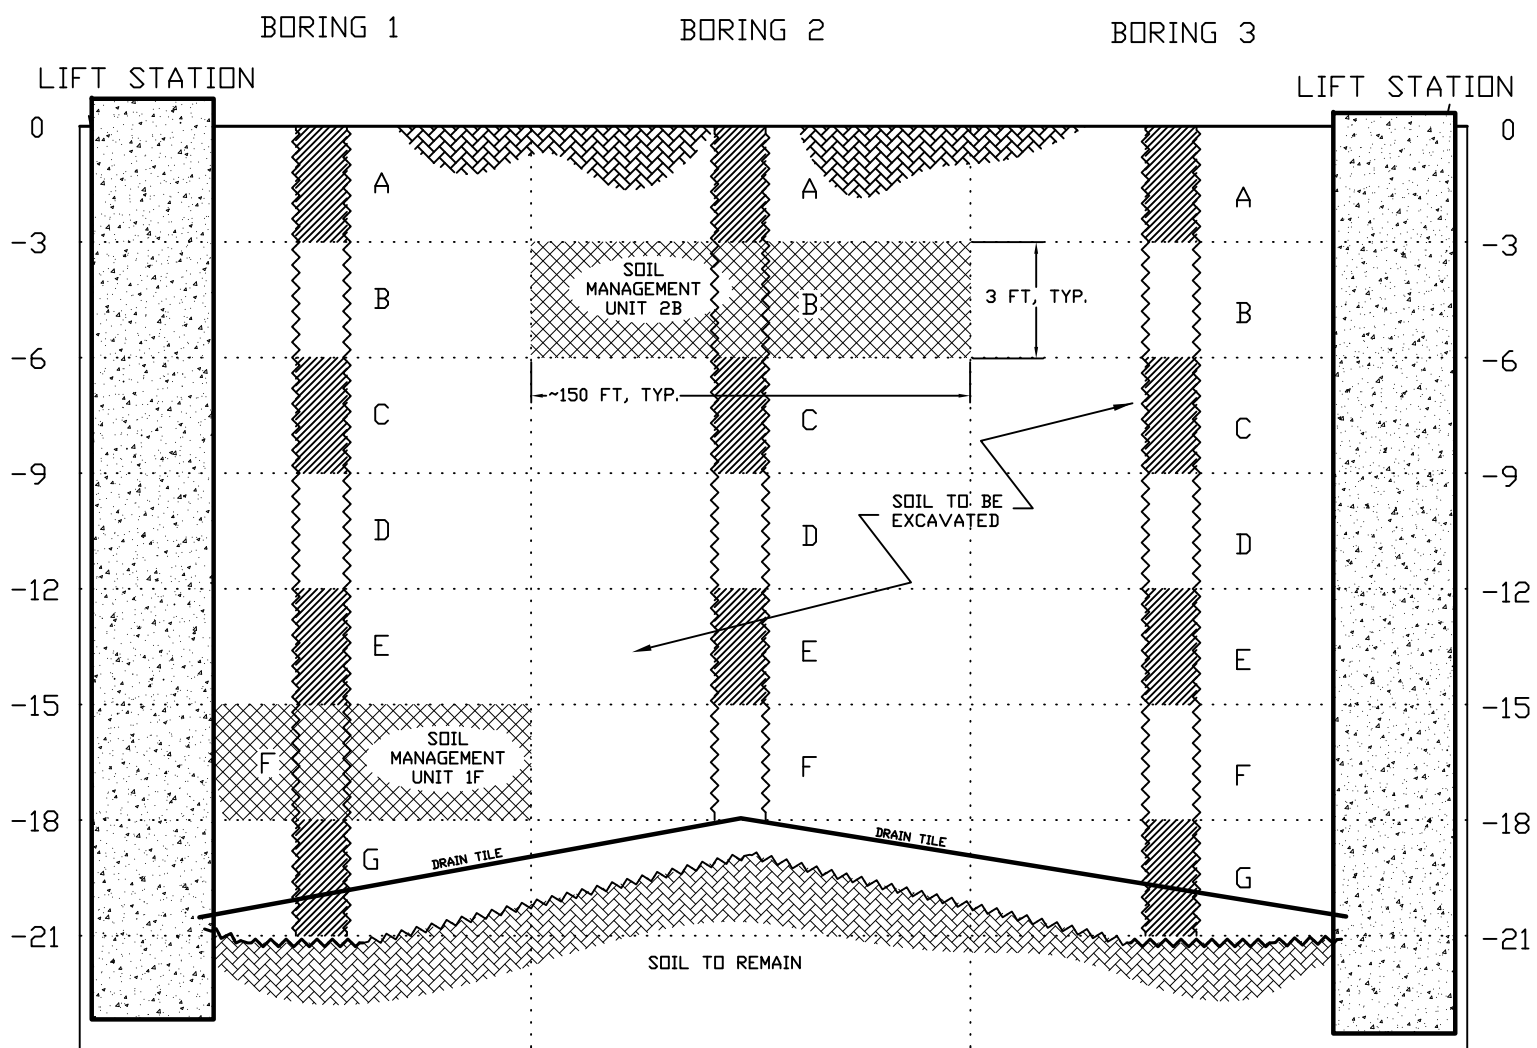 BORING 1
BORING 2
BORING 3
LIFT STATION
LIFT STATION
0
0
A
A
A
-3
-3
SOIL
MANAGEMENT
UNIT 2B
B
B
3 FT, TYP.
B
-6
-6
~150 FT, TYP.
C
C
C
-9
-9
SOIL TO BE
EXCAVATED
D
D
D
-12
-12
E
E
E
-15
-15
F
SOIL
MANAGEMENT
UNIT 1F
F
F
-18
-18
DRAIN TILE
DRAIN TILE
G
G
-21
-21
SOIL TO REMAIN